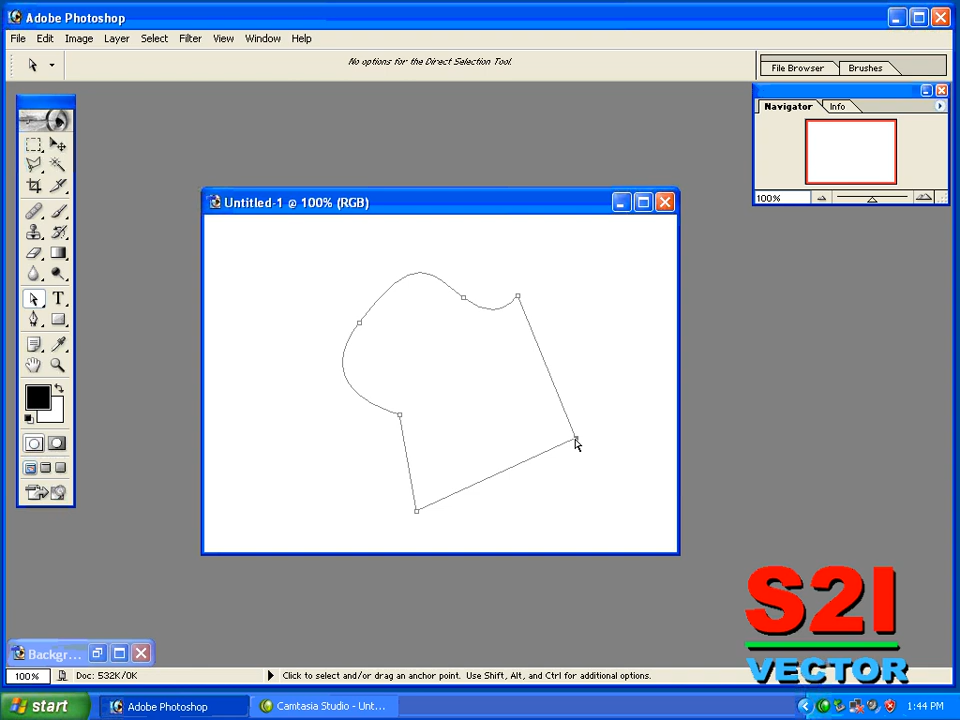 Adobe Photoshop
File Edit Image Layer Select Filter View Window Help
No options for the Direct Selection Tool.
File Browser Brushes
Navigator Info
100%
Untitled-1 @ 100% (RGB)
T
S2I
VECTOR
Backgr...
100% Doc: 532K/0K Click to select and/or drag an anchor point. Use Shift, Alt, and Ctrl for additional options.
start Adobe Photoshop Camtasia Studio - Unt... 1:44 PM